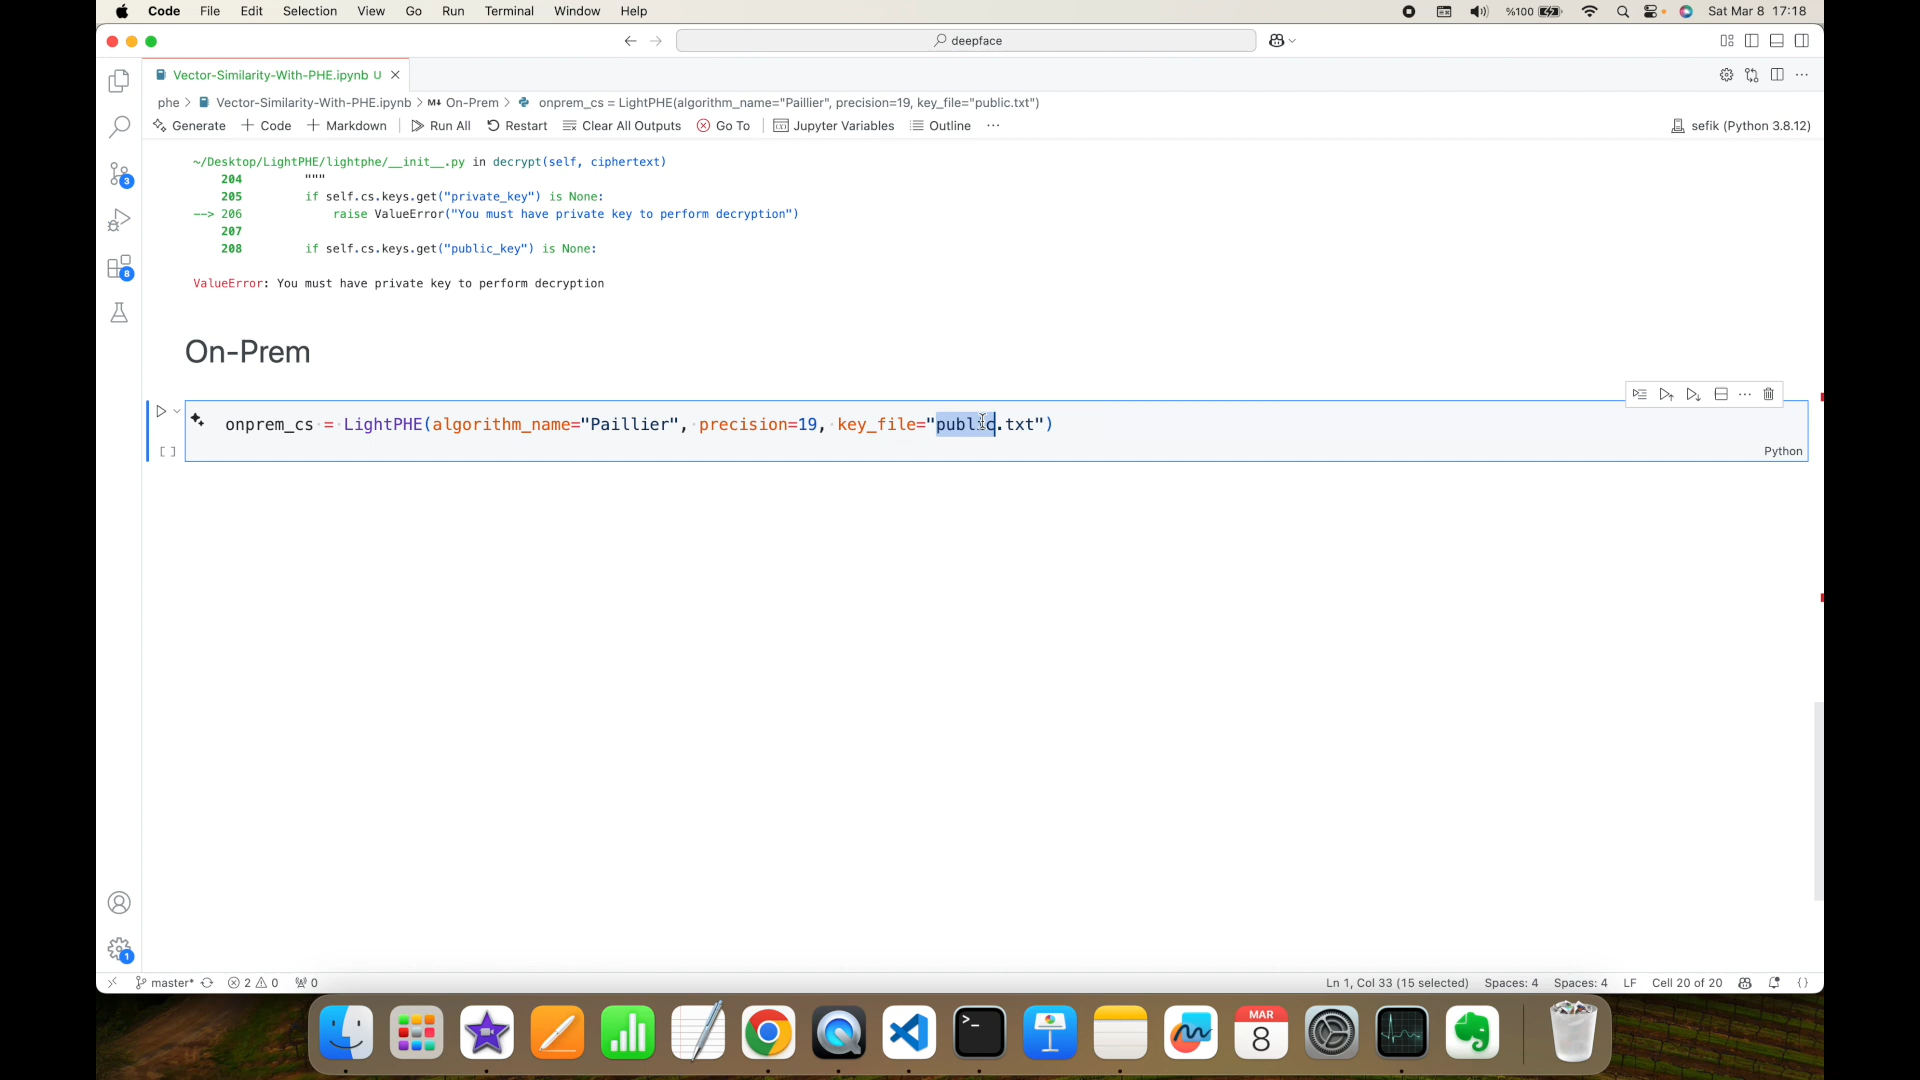 Code File Edit Selection View Go Run Terminal Window Help %100 Sat Mar 8 17:18
deepface
Vector-Similarity-With-PHE.ipynb U
phe > Vector-Similarity-With-PHE.ipynb > M↓ On-Prem > onprem_cs = LightPHE(algorithm_name="Paillier", precision=19, key_file="public.txt")
Generate + Code + Markdown Run All Restart Clear All Outputs Go To Jupyter Variables Outline ... sefik (Python 3.8.12)
~/Desktop/LightPHE/lightphe/__init__.py in decrypt(self, ciphertext)
204 """
205 if self.cs.keys.get("private_key") is None:
--> 206 raise ValueError("You must have private key to perform decryption")
207
208 if self.cs.keys.get("public_key") is None:
ValueError: You must have private key to perform decryption
On-Prem
onprem_cs = LightPHE(algorithm_name="Paillier", precision=19, key_file="public.txt")
[ ] Python
3
8
1
master* 2 0 0 Ln 1, Col 33 (15 selected) Spaces: 4 Spaces: 4 LF Cell 20 of 20
MAR
8